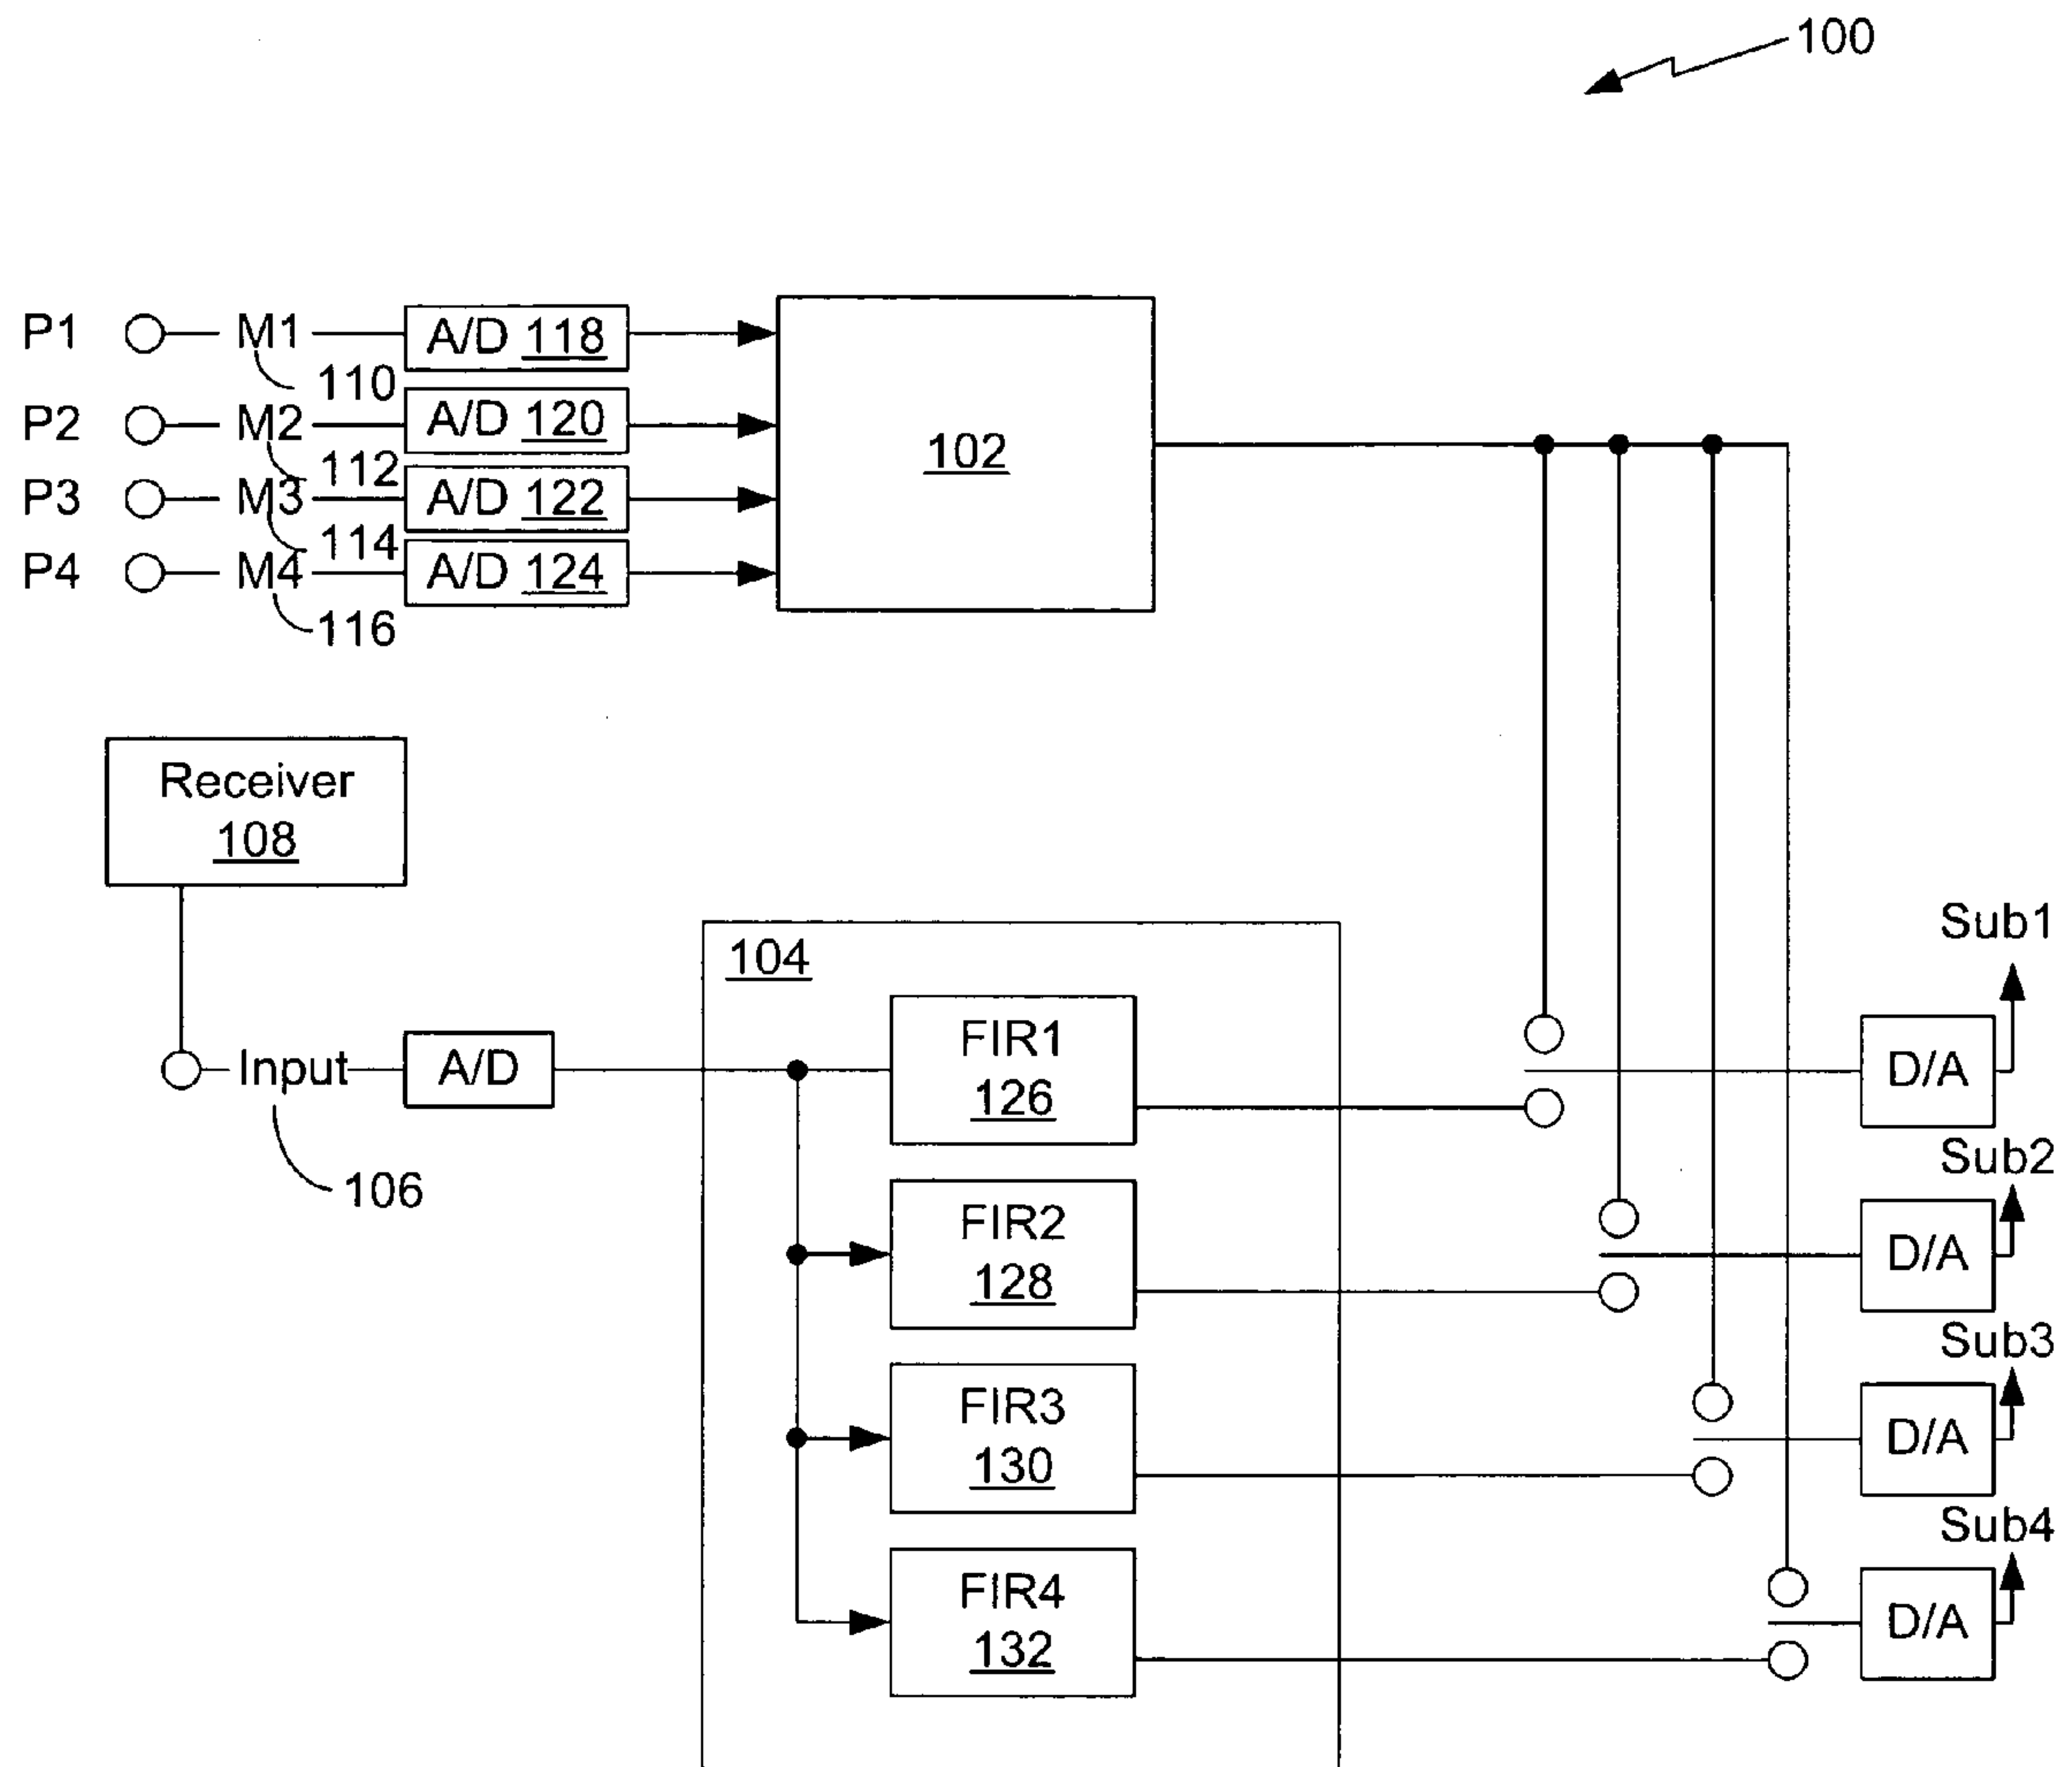 100
P1 M1 A/D 118
110
P2 M2 A/D 120
102
112
P3 M3 A/D 122
114
P4 M4 A/D 124
116
Receiver
108
Sub1
104
FIR1
Input A/D D/A
126
Sub2
106
FIR2
D/A
128
Sub3
FIR3
D/A
130
Sub4
FIR4
D/A
132